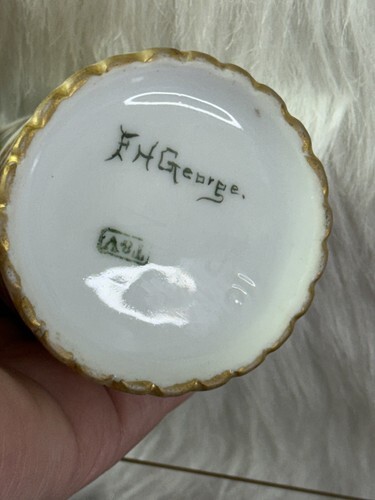 F H George.
A & L